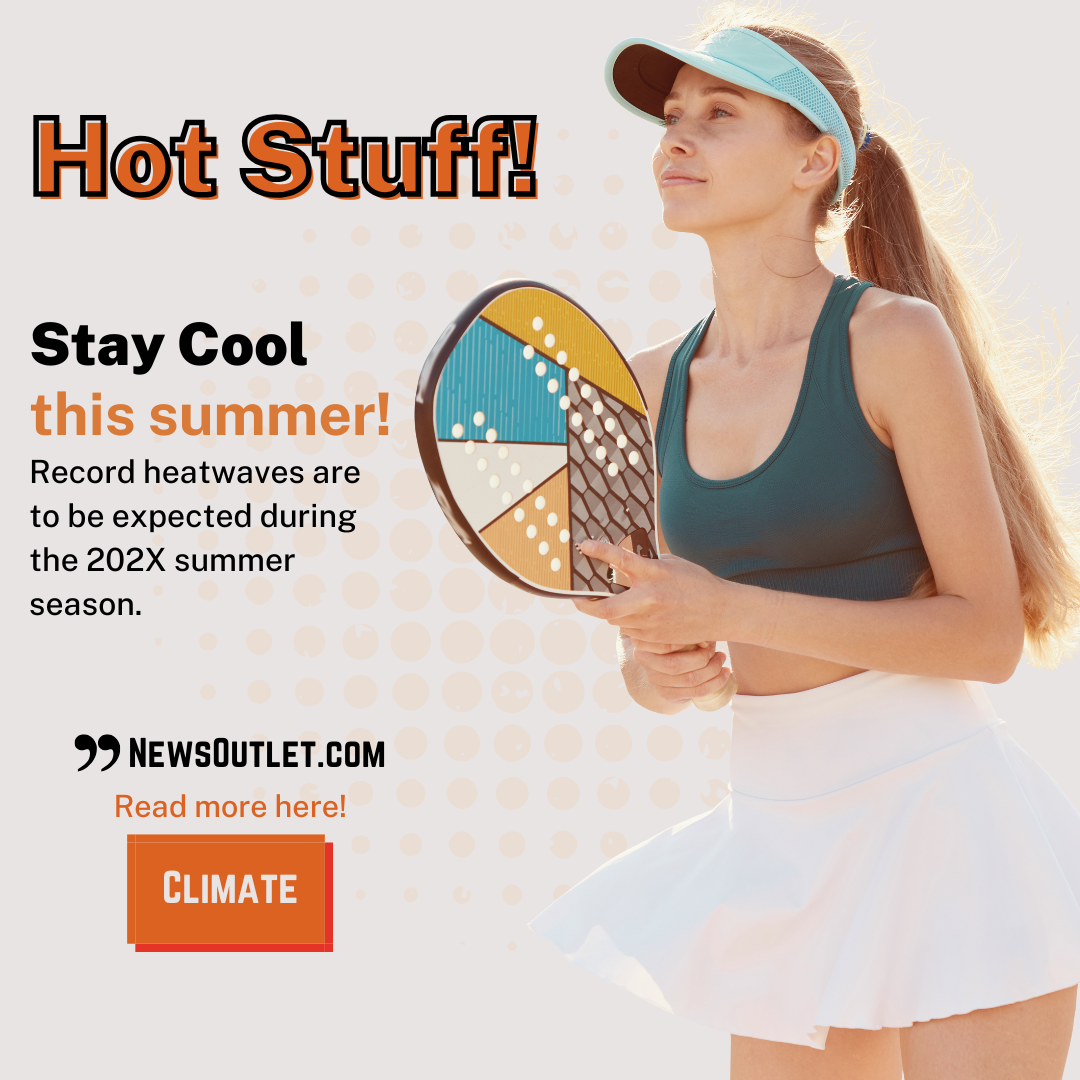 Hot Stuff!
Stay Cool
this summer!
Record heatwaves are
to be expected during
the 202X summer
season.
❜❜ NewsOutlet.com
Read more here!
Climate